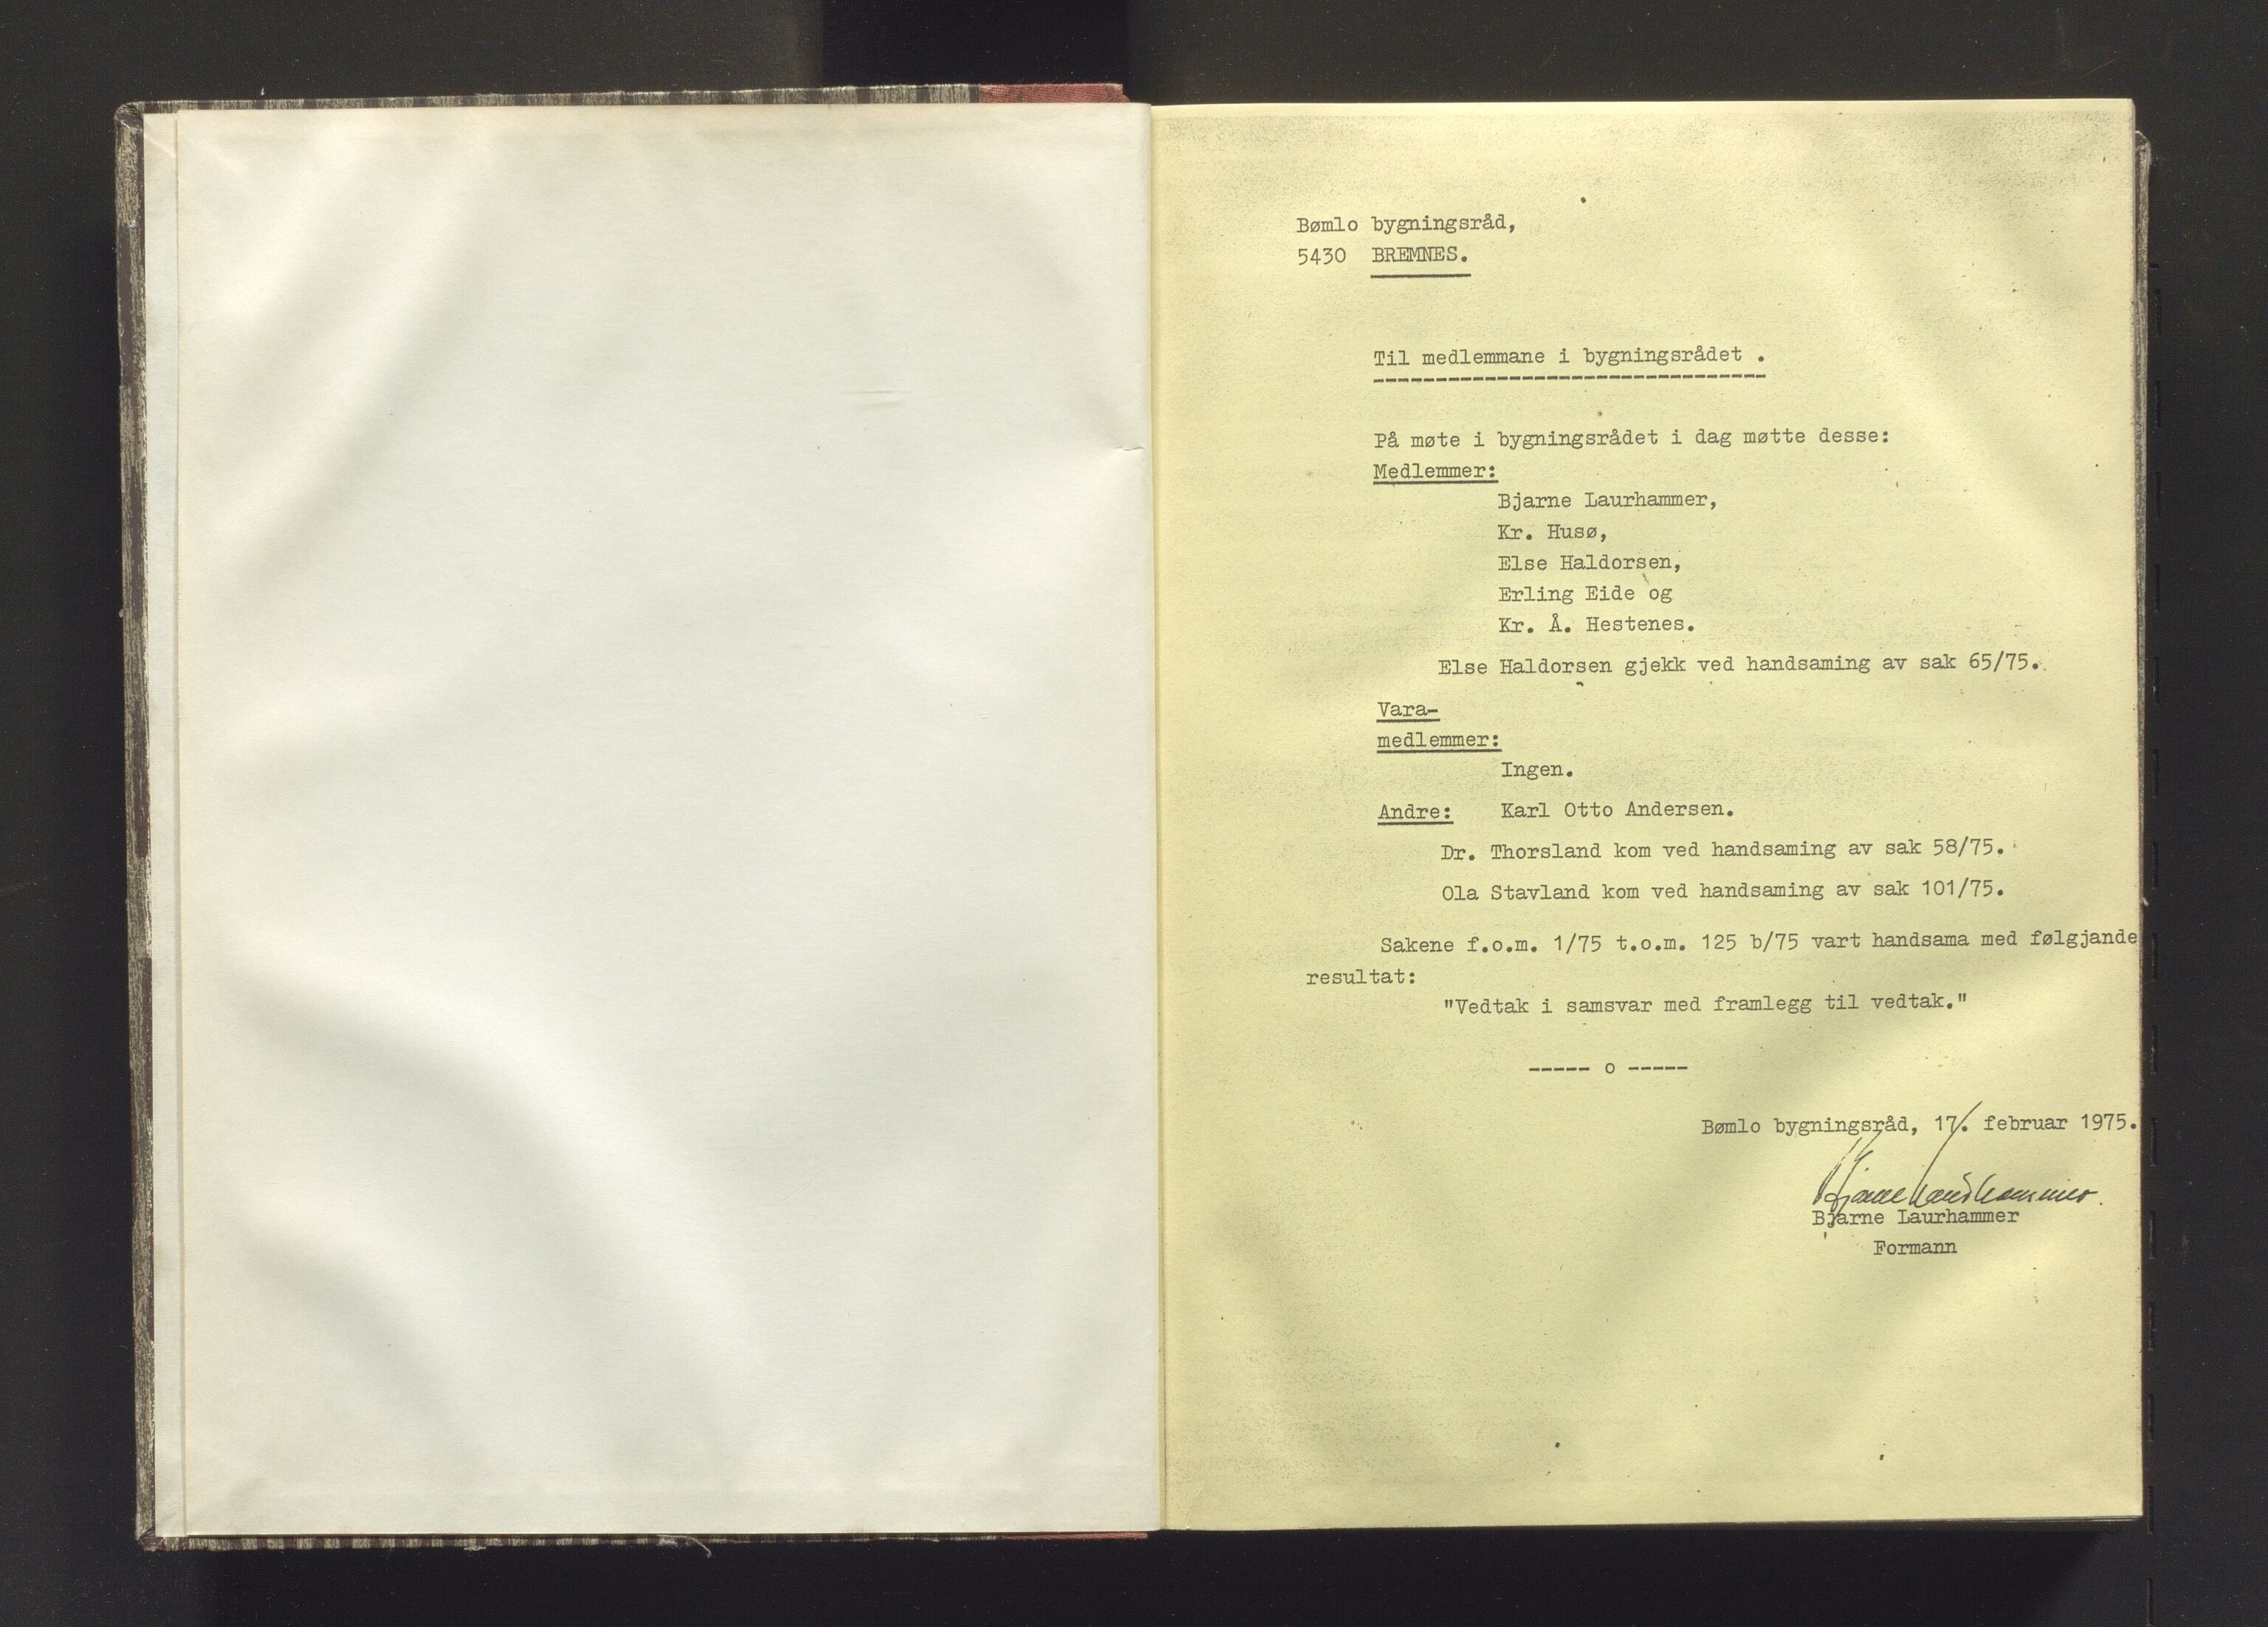 Bømlo bygningsråd,
5430 BREMNES.
Til medlemmane i bygningsrådet .
På møte i bygningsrådet i dag møtte desse:
Medlemmer:
Bjarne Laurhammer,
Kr. Husø,
Else Haldorsen,
Erling Eide og
Kr. Å. Hestenes.
Else Haldorsen gjekk ved handsaming av sak 65/75.
Vara-
medlemmer:
Ingen.
Andre: Karl Otto Andersen.
Dr. Thorsland kom ved handsaming av sak 58/75.
Ola Stavland kom ved handsaming av sak 101/75.
Sakene f.o.m. 1/75 t.o.m. 125 b/75 vart handsama med følgjande
resultat:
"Vedtak i samsvar med framlegg til vedtak."
----- o -----
Bømlo bygningsråd, 17. februar 1975.
Bjarne Laurhammer
Bjarne Laurhammer
Formann